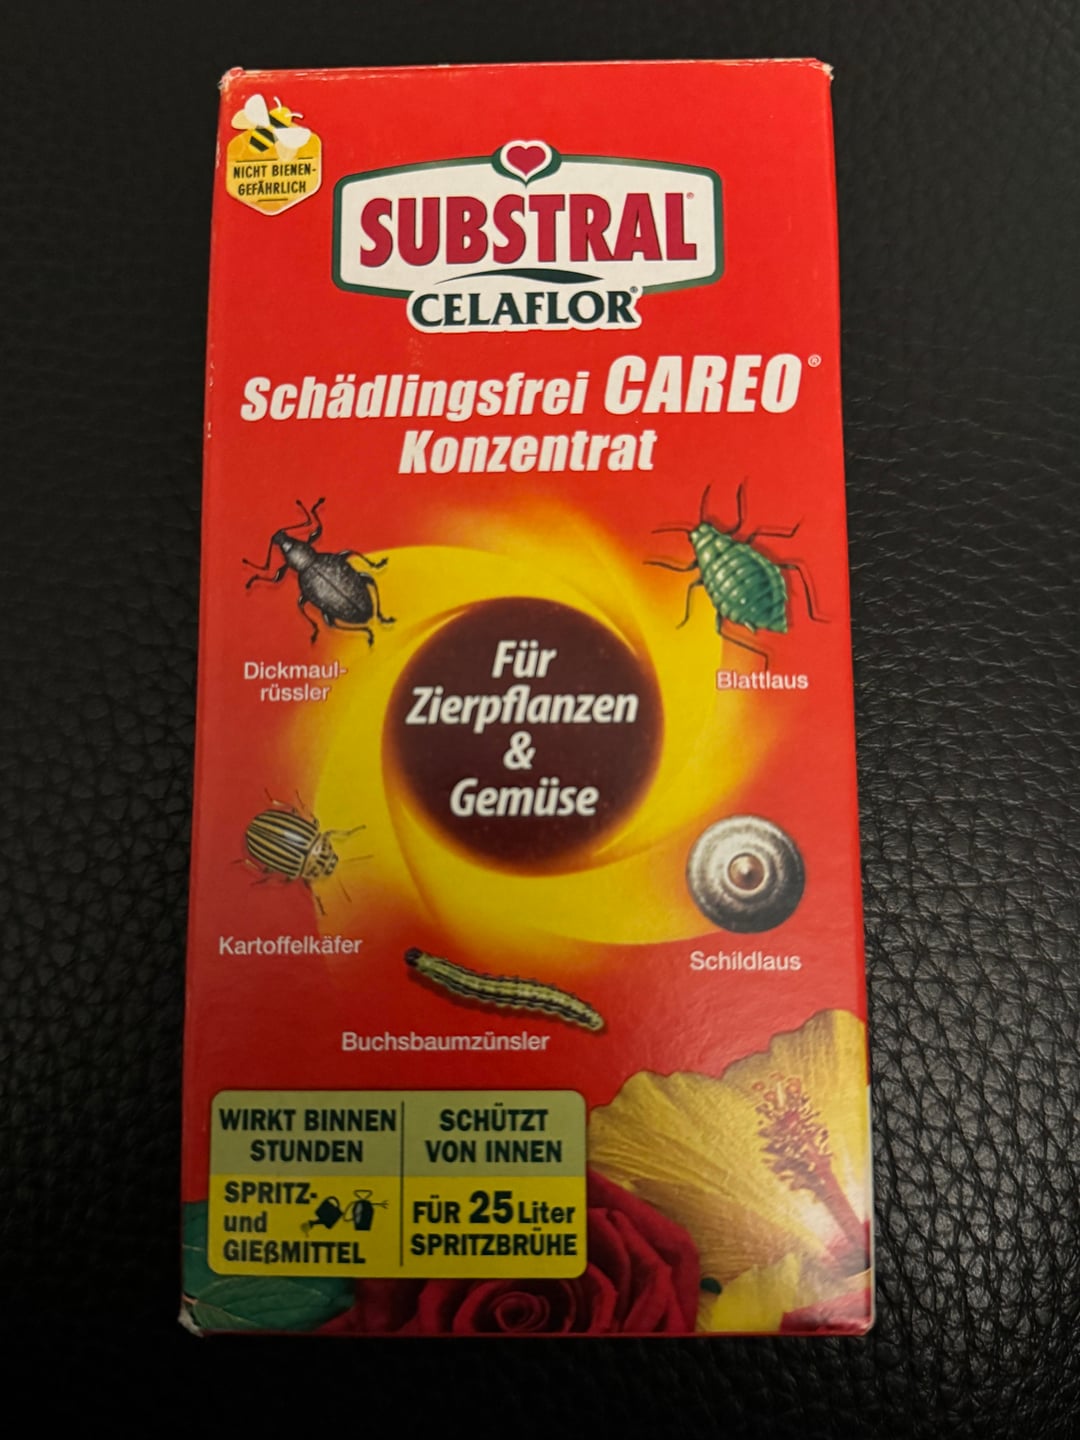 NICHT BIENEN-
GEFÄHRLICH
SUBSTRAL®
CELAFLOR®
Schädlingsfrei CAREO®
Konzentrat
Dickmaul-
rüssler
Blattlaus
Für
Zierpflanzen
&
Gemüse
Kartoffelkäfer
Schildlaus
Buchsbaumzünsler
WIRKT BINNEN
STUNDEN
SCHÜTZT
VON INNEN
SPRITZ-
und
GIEßMITTEL
FÜR 25 Liter
SPRITZBRÜHE